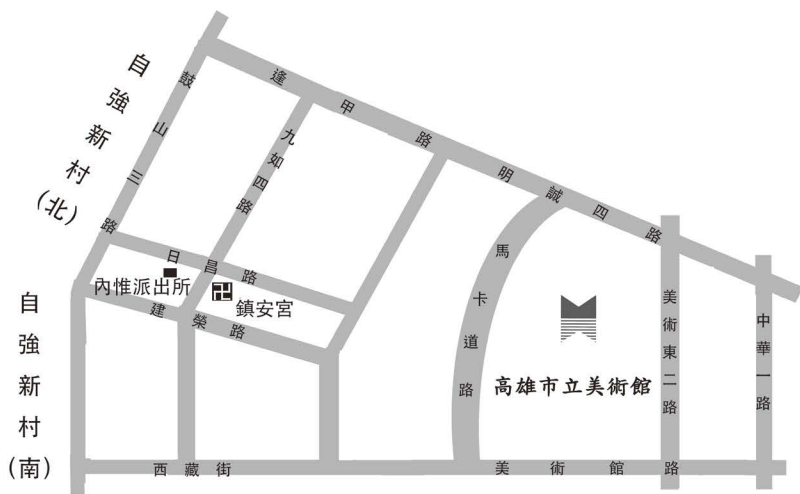 自強新村(北)
鼓山三路
逢甲路
九如四路
明誠四路
日昌路
內惟派出所
鎮安宮
建榮路
馬卡道路
高雄市立美術館
美術東二路
中華一路
自強新村(南)
西藏街
美術館路